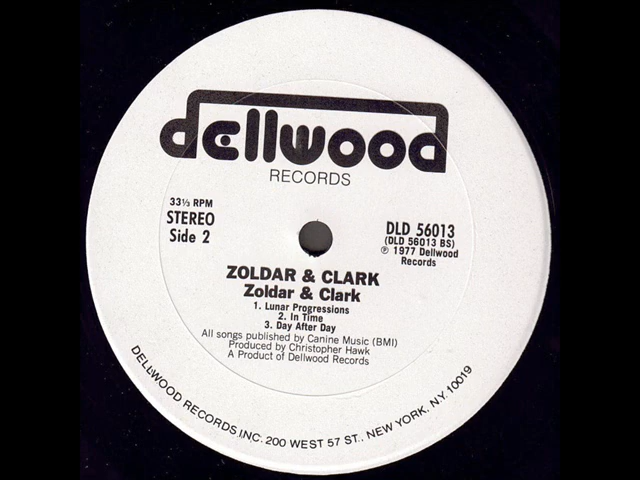 dellwood
RECORDS
33⅓ RPM
STEREO
Side 2
DLD 56013
(DLD 56013 BS)
℗ 1977 Dellwood
Records
ZOLDAR & CLARK
Zoldar & Clark
1. Lunar Progressions
2. In Time
3. Day After Day
All songs published by Canine Music (BMI)
Produced by Christopher Hawk
A Product of Dellwood Records
DELLWOOD RECORDS,INC. 200 WEST 57 ST., NEW YORK, N.Y. 10019